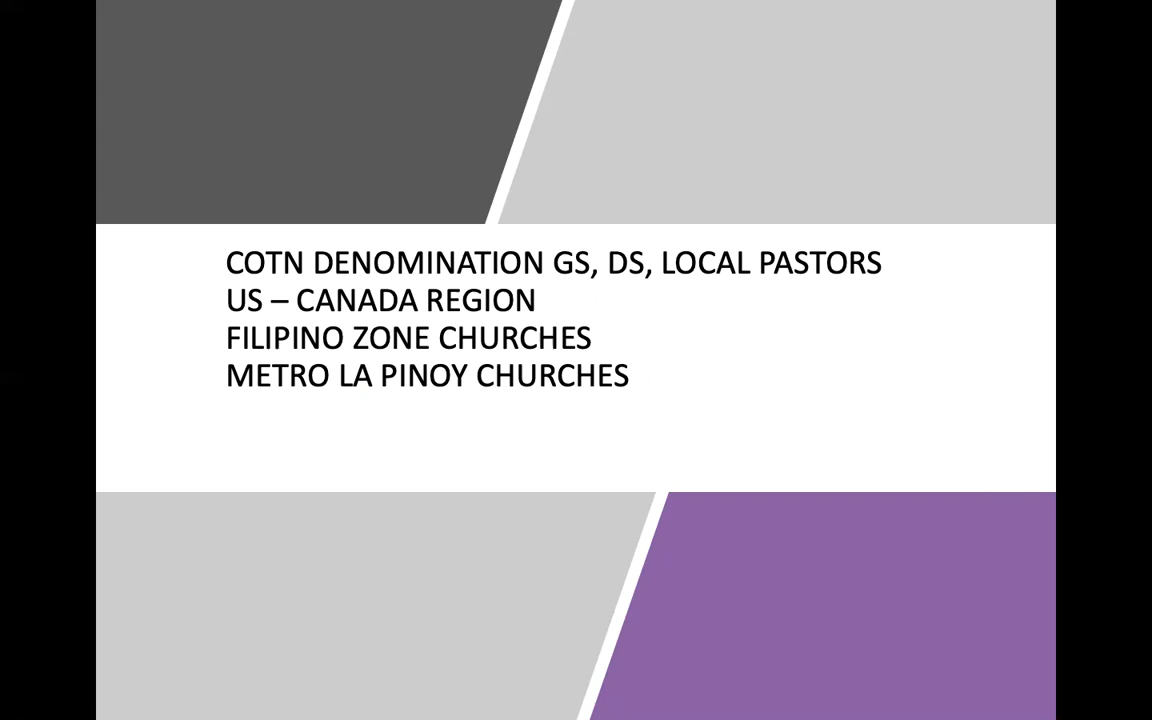 COTN DENOMINATION GS, DS, LOCAL PASTORS
US – CANADA REGION
FILIPINO ZONE CHURCHES
METRO LA PINOY CHURCHES